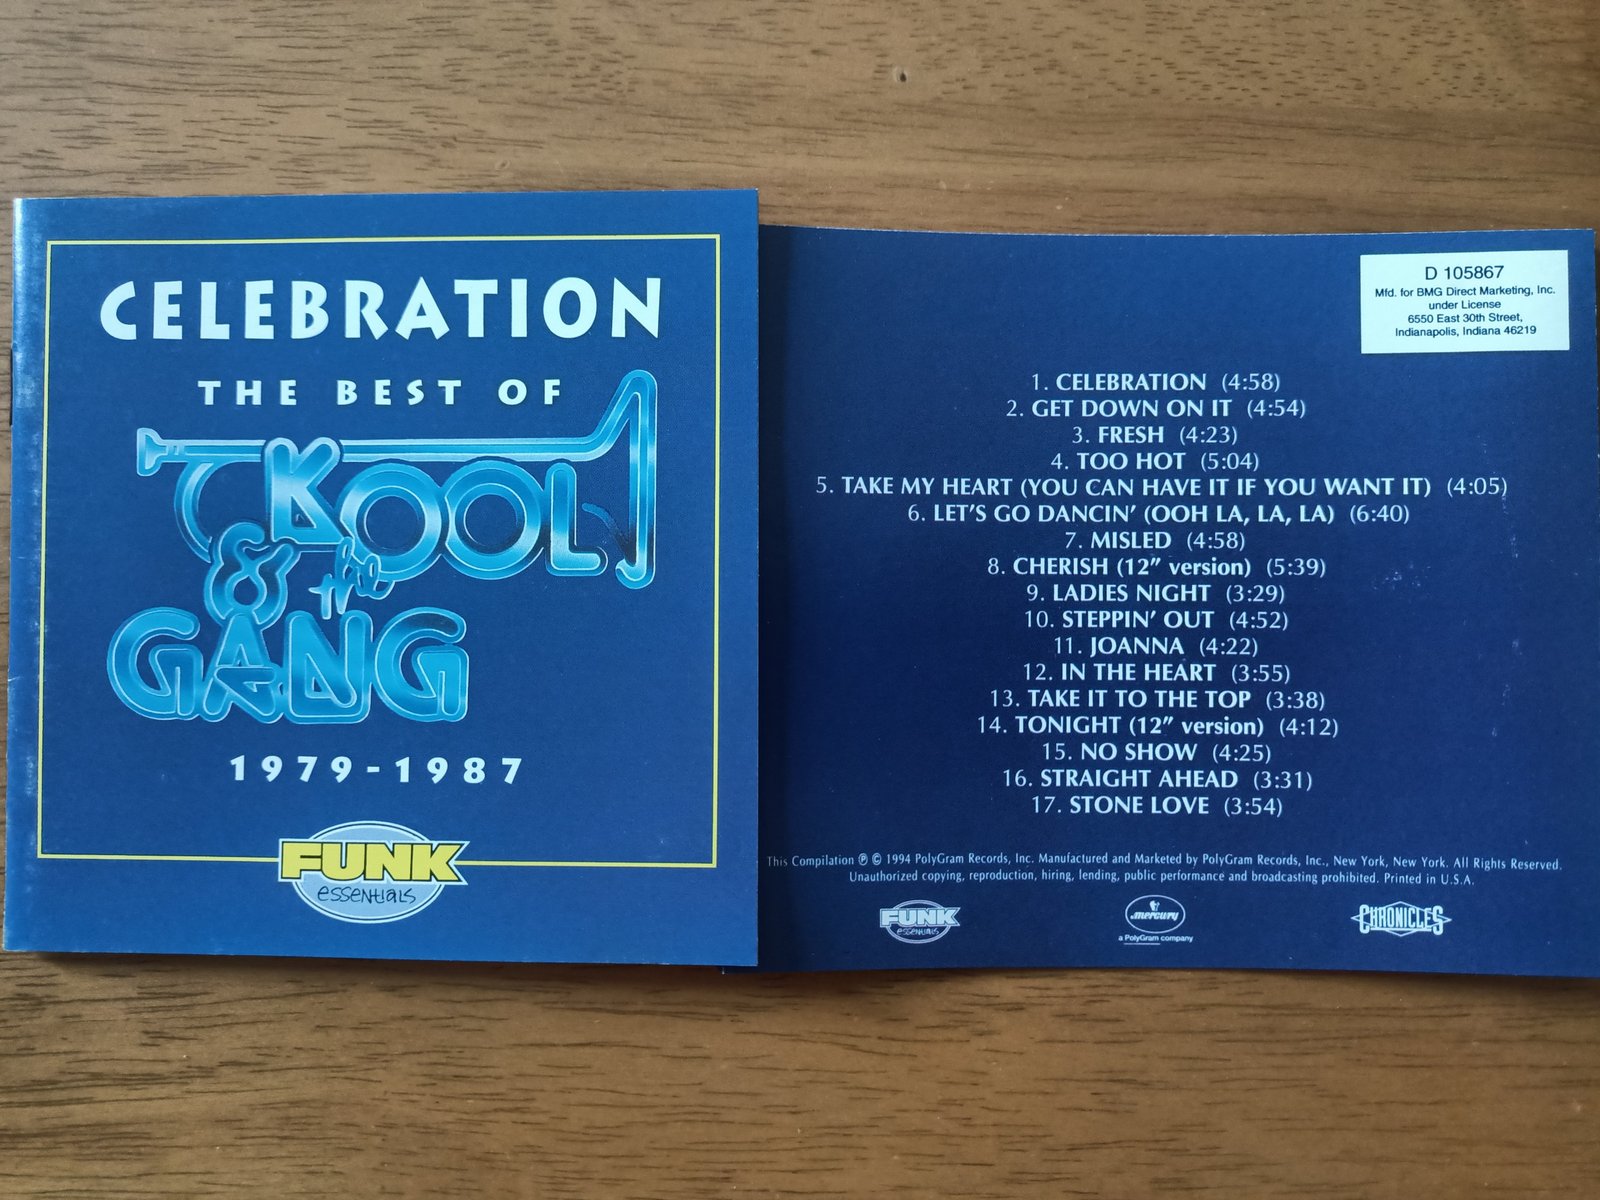 CELEBRATION
THE BEST OF
KOOL
& the
GANG
1979-1987
FUNK
essentials
D 105867
Mfd. for BMG Direct Marketing, Inc.
under License
6550 East 30th Street,
Indianapolis, Indiana 46219
1. CELEBRATION (4:58)
2. GET DOWN ON IT (4:54)
3. FRESH (4:23)
4. TOO HOT (5:04)
5. TAKE MY HEART (YOU CAN HAVE IT IF YOU WANT IT) (4:05)
6. LET'S GO DANCIN' (OOH LA, LA, LA) (6:40)
7. MISLED (4:58)
8. CHERISH (12" version) (5:39)
9. LADIES NIGHT (3:29)
10. STEPPIN' OUT (4:52)
11. JOANNA (4:22)
12. IN THE HEART (3:55)
13. TAKE IT TO THE TOP (3:38)
14. TONIGHT (12" version) (4:12)
15. NO SHOW (4:25)
16. STRAIGHT AHEAD (3:31)
17. STONE LOVE (3:54)
This Compilation ℗ © 1994 PolyGram Records, Inc. Manufactured and Marketed by PolyGram Records, Inc., New York, New York. All Rights Reserved.
Unauthorized copying, reproduction, hiring, lending, public performance and broadcasting prohibited. Printed in U.S.A.
FUNK
essentials
mercury
a PolyGram company
CHRONICLES